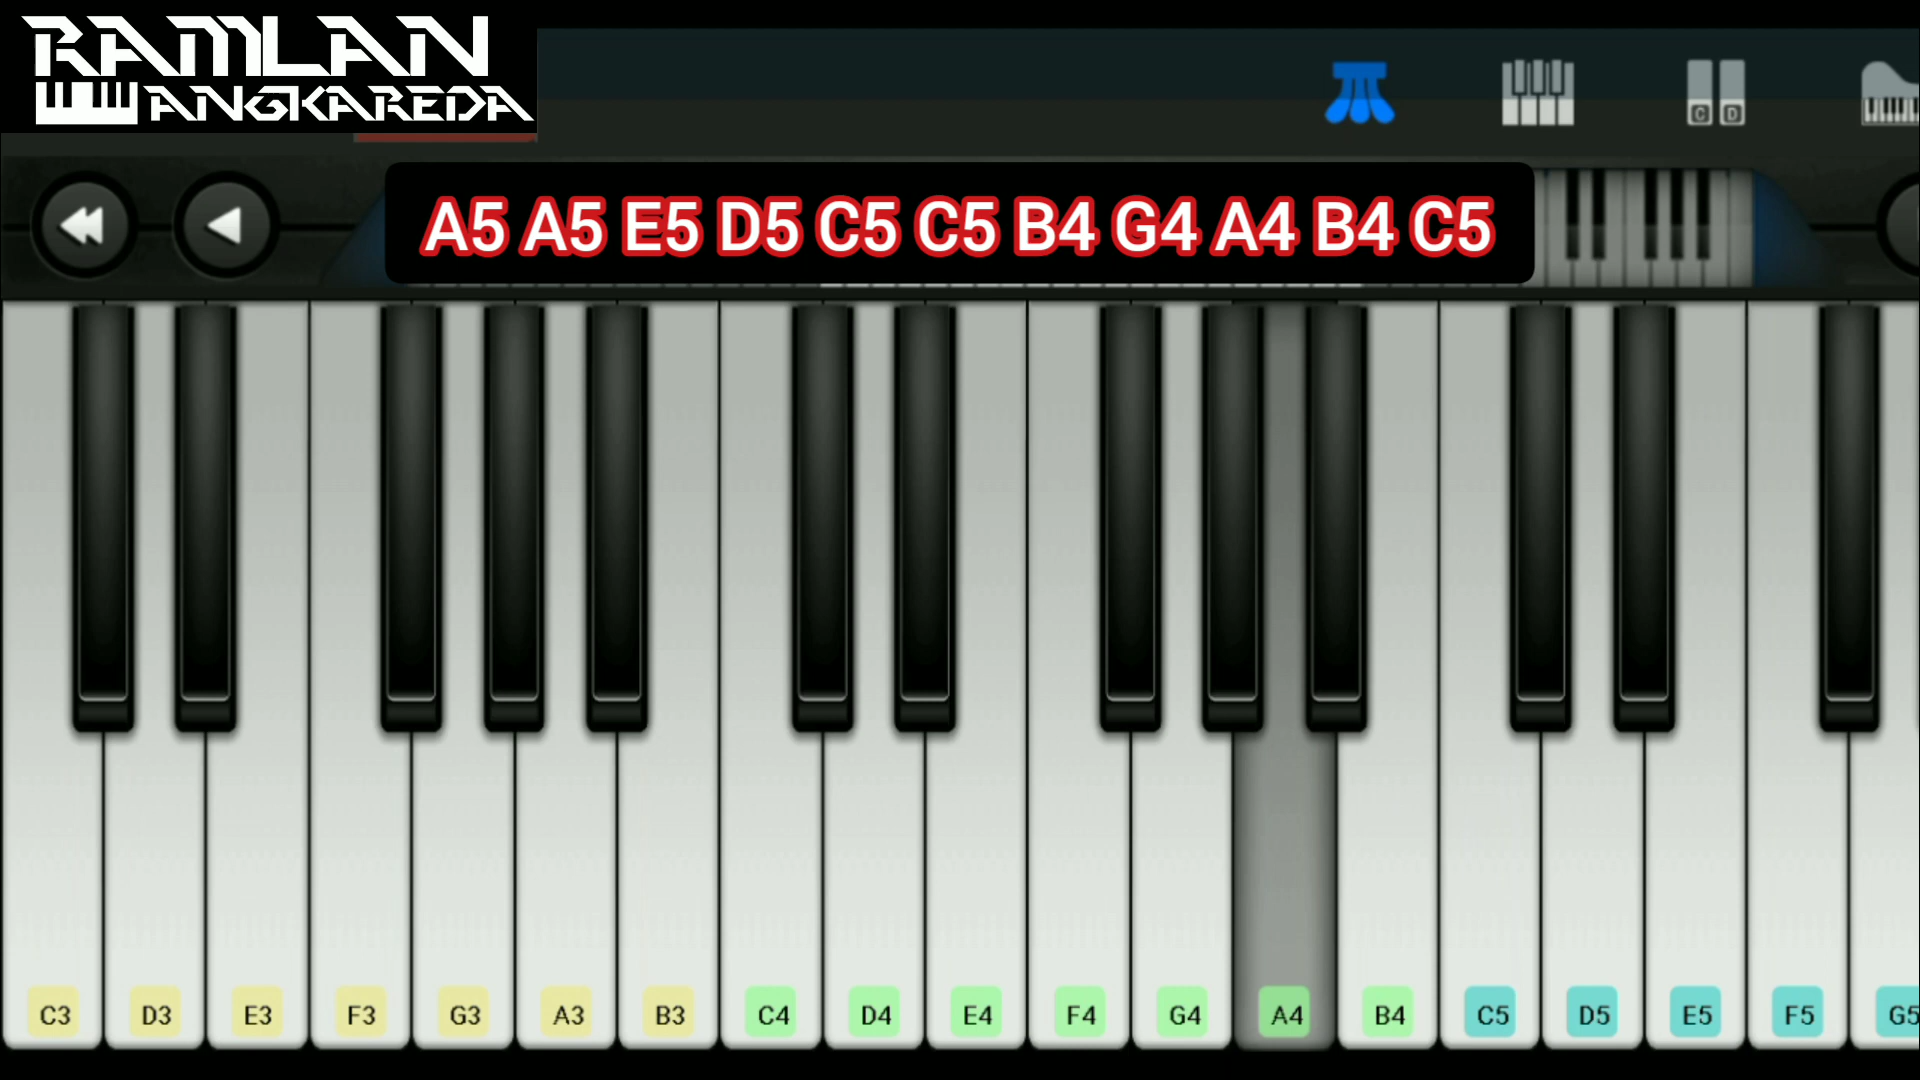 RAMLAN
ANGKAREDA
C D
A5 A5 E5 D5 C5 C5 B4 G4 A4 B4 C5
C3 D3 E3 F3 G3 A3 B3 C4 D4 E4 F4 G4 A4 B4 C5 D5 E5 F5 G5